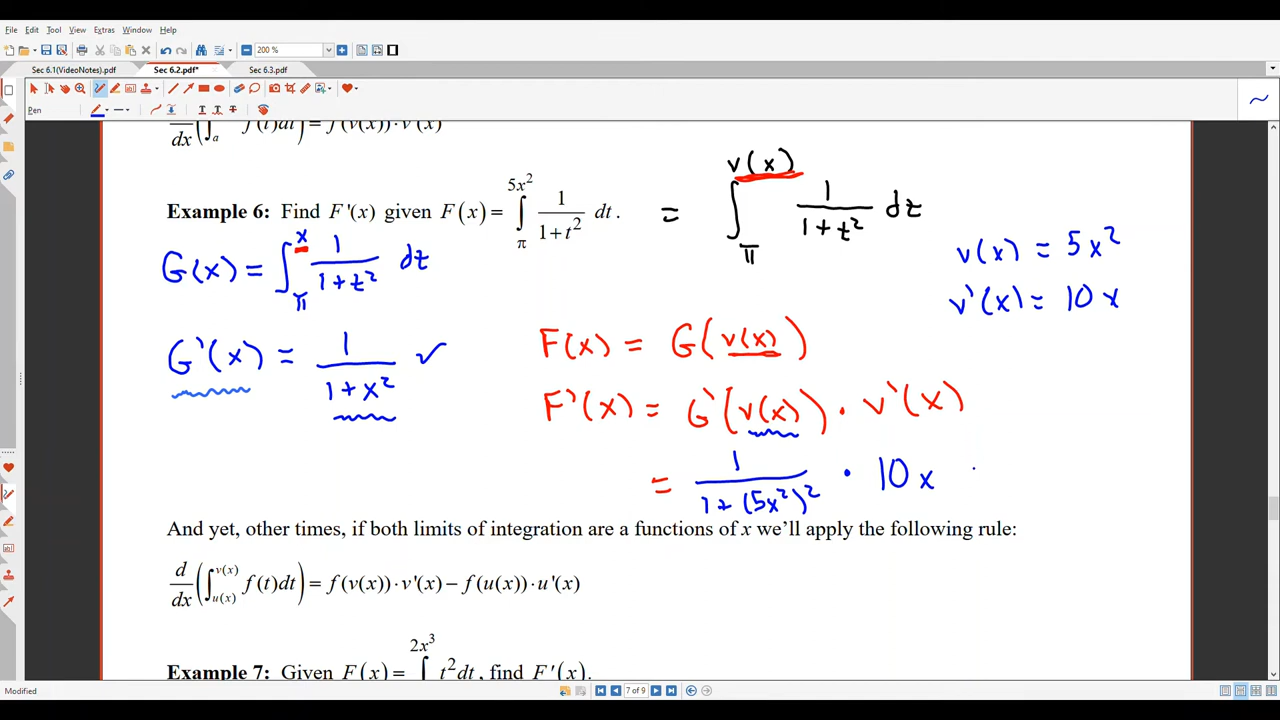 File Edit Tool View Extras Window Help
200 %
Sec 6.1(VideoNotes).pdf Sec 6.2.pdf* Sec 6.3.pdf
Pen
d/dx(∫ₐ f(t)dt) = f(v(x))·v'(x)
Example 6: Find F'(x) given F(x) = ∫_π^{5x²} 1/(1+t²) dt. = ∫_π^{v(x)} 1/(1+t²) dt
v(x) = 5x²
G(x) = ∫_π^x 1/(1+t²) dt
v'(x) = 10x
F(x) = G(v(x))
G'(x) = 1/(1+x²) ✓
F'(x) = G'(v(x)) · v'(x)
= 1/(1+(5x²)²) · 10x
And yet, other times, if both limits of integration are a functions of x we'll apply the following rule:
d/dx(∫_{u(x)}^{v(x)} f(t)dt) = f(v(x))·v'(x) − f(u(x))·u'(x)
Example 7: Given F(x) = ∫^{2x³} t²dt, find F'(x).
Modified 7 of 9